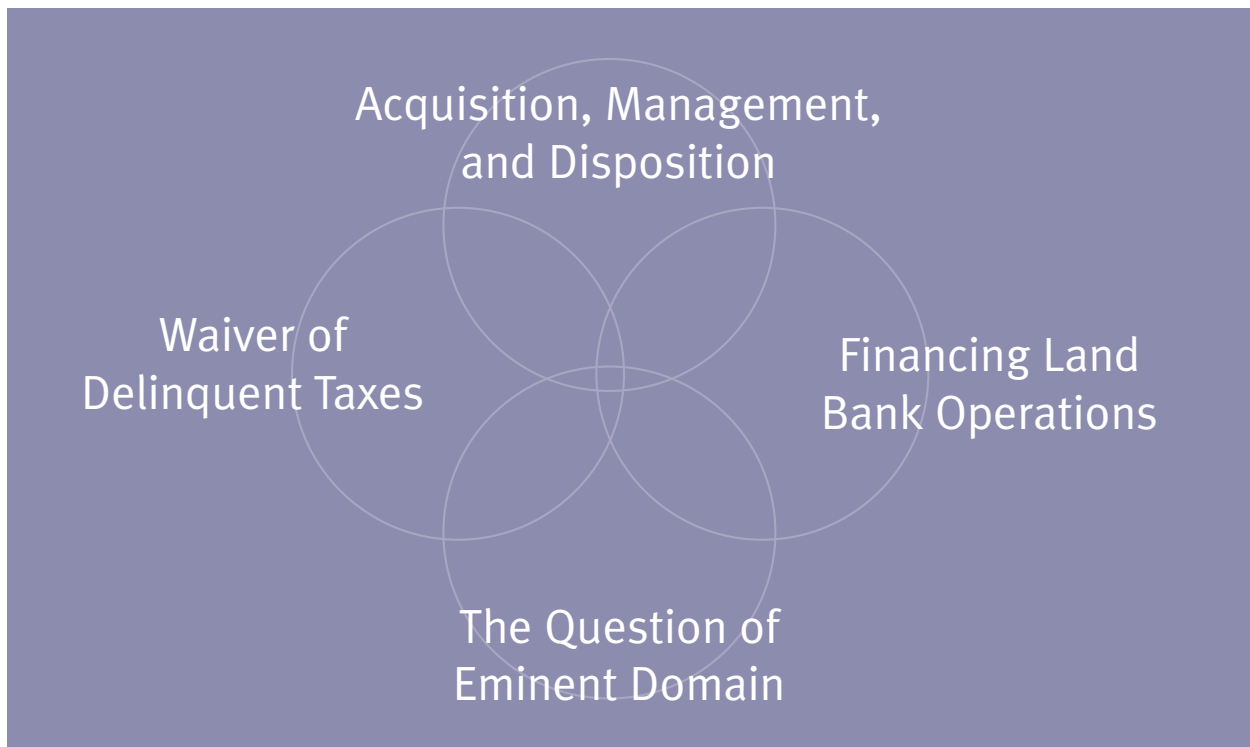 Acquisition, Management,
and Disposition
Waiver of
Delinquent Taxes
Financing Land
Bank Operations
The Question of
Eminent Domain